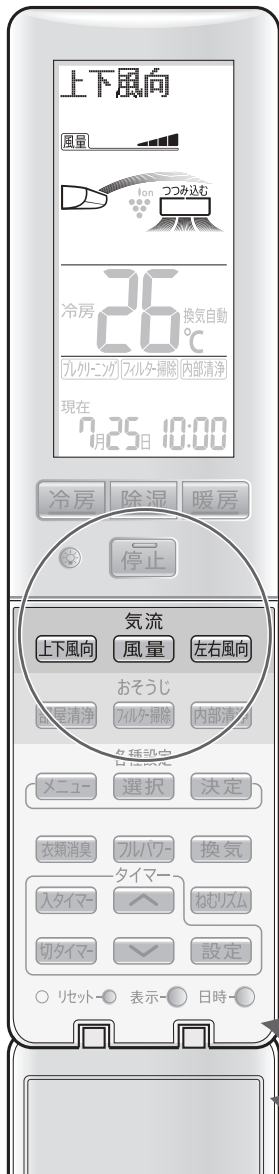 上下風向
風量
Ion つつみ込む
冷房 26℃ 換気自動
プレクリーニング フィルター掃除 内部清浄
現在
7月25日 10:00
冷房 除湿 暖房
停止
気流
上下風向 風量 左右風向
おそうじ
部屋清浄 フィルター掃除 内部清浄
各種設定
メニュー 選択 決定
衣類消臭 フルパワー 換気
タイマー
入タイマー ねむリズム
切タイマー 設定
リセット 表示 日時